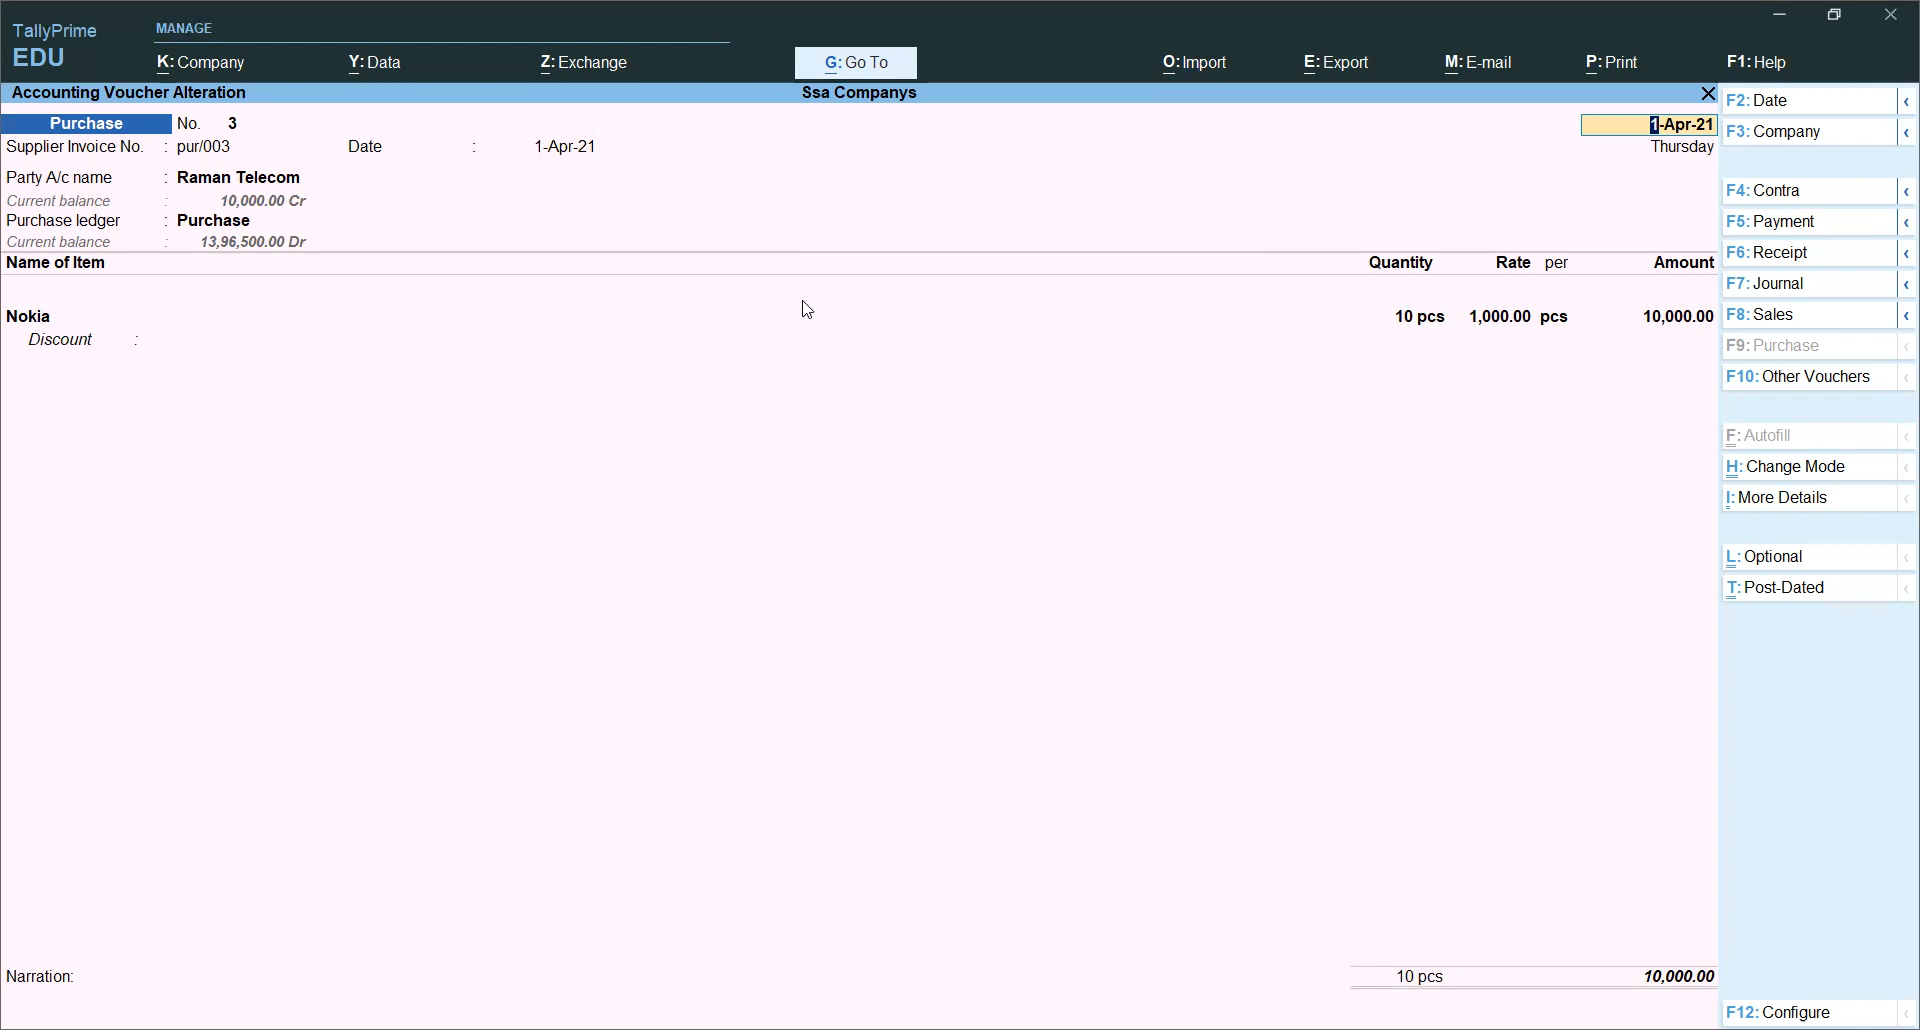 TallyPrime
EDU
MANAGE
K: Company
Y: Data
Z: Exchange
G: Go To
O: Import
E: Export
M: E-mail
P: Print
F1: Help
Accounting Voucher Alteration
Ssa Companys
Purchase No. 3
1-Apr-21
Supplier Invoice No. : pur/003 Date : 1-Apr-21
Thursday
Party A/c name : Raman Telecom
Current balance : 10,000.00 Cr
Purchase ledger : Purchase
Current balance : 13,96,500.00 Dr
Name of Item Quantity Rate per Amount
Nokia 10 pcs 1,000.00 pcs 10,000.00
Discount :
Narration: 10 pcs 10,000.00
F2: Date
F3: Company
F4: Contra
F5: Payment
F6: Receipt
F7: Journal
F8: Sales
F9: Purchase
F10: Other Vouchers
F: Autofill
H: Change Mode
I: More Details
L: Optional
T: Post-Dated
F12: Configure